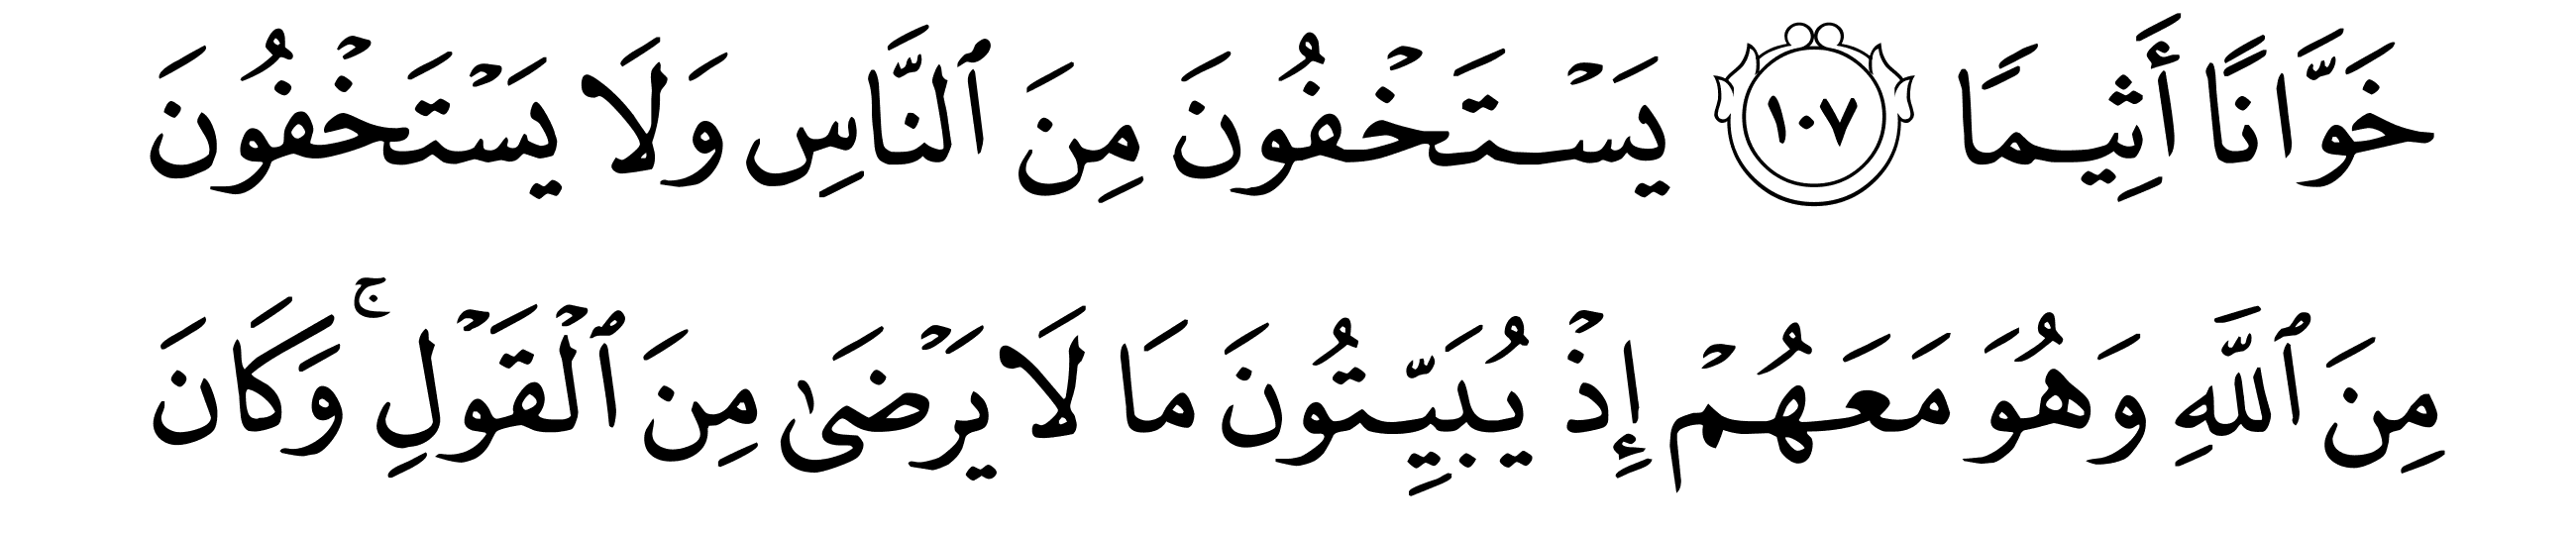 خَوَّانًا أَثِيمًا ١٠٧ يَسۡتَخۡفُونَ مِنَ ٱلنَّاسِ وَلَا يَسۡتَخۡفُونَ
مِنَ ٱللَّهِ وَهُوَ مَعَهُمۡ إِذۡ يُبَيِّتُونَ مَا لَا يَرۡضَىٰ مِنَ ٱلۡقَوۡلِۚ وَكَانَ